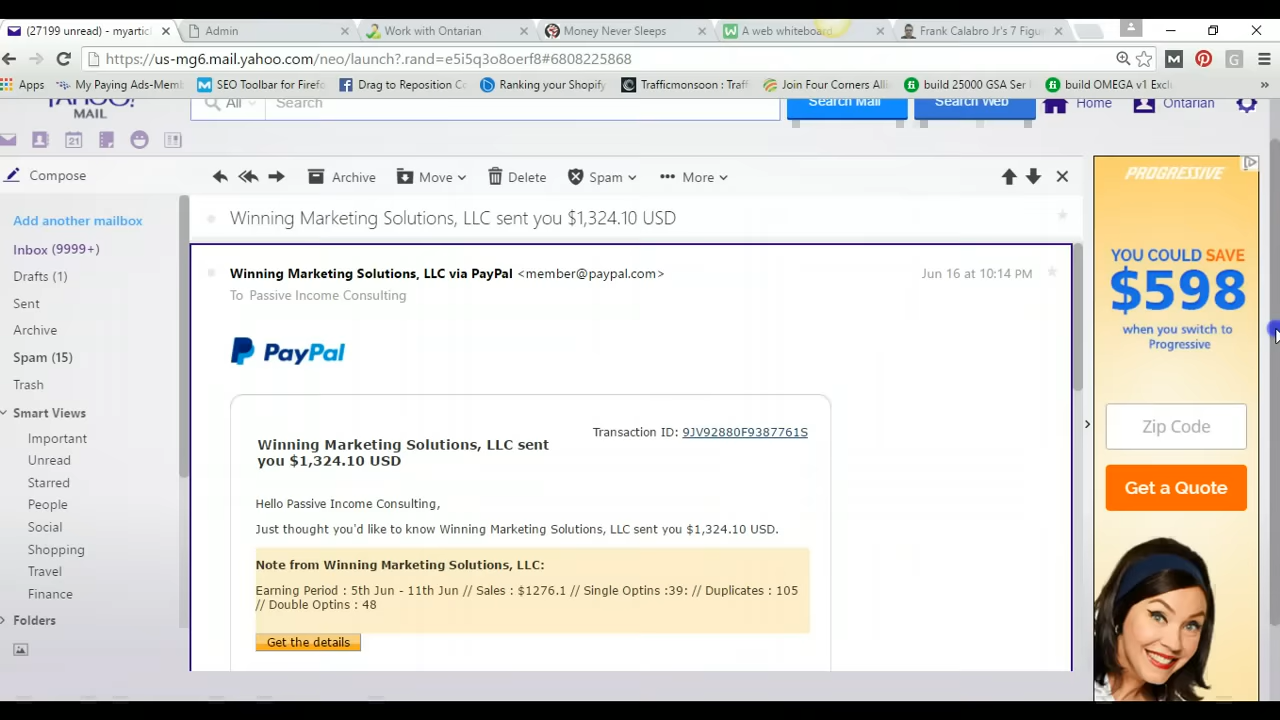 (27199 unread) - myarticl
Admin
Work with Ontarian
Money Never Sleeps
A web whiteboard
Frank Calabro Jr's 7 Figu
https://us-mg6.mail.yahoo.com/neo/launch?.rand=e5i5q3o8eerf8#6808225868
Apps
My Paying Ads-Memb
SEO Toolbar for Firefo
Drag to Reposition Co
Ranking your Shopify
Trafficmonsoon : Traff
Join Four Corners Allia
build 25000 GSA Ser L
build OMEGA v1 Excl
»
YAHOO!
MAIL
All
Search
Search Mail
Search Web
Home
Ontarian
Compose
Archive
Move
Delete
Spam
More
Add another mailbox
Inbox (9999+)
Drafts (1)
Sent
Archive
Spam (15)
Trash
Smart Views
Important
Unread
Starred
People
Social
Shopping
Travel
Finance
Folders
Winning Marketing Solutions, LLC sent you $1,324.10 USD
Winning Marketing Solutions, LLC via PayPal <member@paypal.com>
Jun 16 at 10:14 PM
To Passive Income Consulting
PayPal
Transaction ID: 9JV92880F9387761S
Winning Marketing Solutions, LLC sent
you $1,324.10 USD
Hello Passive Income Consulting,
Just thought you'd like to know Winning Marketing Solutions, LLC sent you $1,324.10 USD.
Note from Winning Marketing Solutions, LLC:
Earning Period : 5th Jun - 11th Jun // Sales : $1276.1 // Single Optins :39: // Duplicates : 105
// Double Optins : 48
Get the details
PROGRESSIVE
YOU COULD SAVE
$598
when you switch to
Progressive
Zip Code
Get a Quote